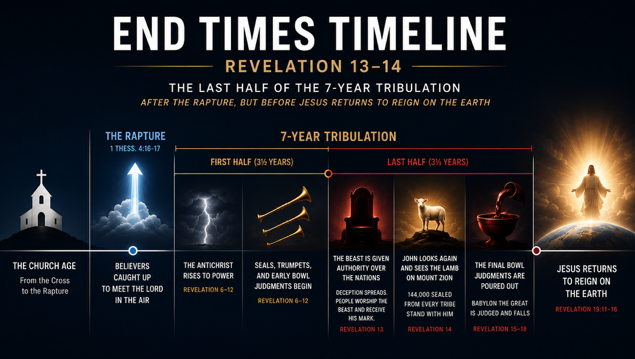 END TIMES TIMELINE
REVELATION 13–14
THE LAST HALF OF THE 7-YEAR TRIBULATION
AFTER THE RAPTURE, BUT BEFORE JESUS RETURNS TO REIGN ON THE EARTH
THE RAPTURE
1 THESS. 4:16-17
7-YEAR TRIBULATION
FIRST HALF (3½ YEARS)
LAST HALF (3½ YEARS)
THE CHURCH AGE
From the Cross
to the Rapture
BELIEVERS
CAUGHT UP
TO MEET THE LORD
IN THE AIR
THE ANTICHRIST
RISES TO POWER
REVELATION 6–12
SEALS, TRUMPETS,
AND EARLY BOWL
JUDGMENTS BEGIN
REVELATION 6–12
THE BEAST IS GIVEN
AUTHORITY OVER
THE NATIONS
DECEPTION SPREADS.
PEOPLE WORSHIP THE
BEAST AND RECEIVE
HIS MARK.
REVELATION 13
JOHN LOOKS AGAIN
AND SEES THE LAMB
ON MOUNT ZION
144,000 SEALED
FROM EVERY TRIBE
STAND WITH HIM
REVELATION 14
THE FINAL BOWL
JUDGMENTS ARE
POURED OUT
BABYLON THE GREAT
IS JUDGED AND FALLS
REVELATION 15–18
JESUS RETURNS
TO REIGN ON
THE EARTH
REVELATION 19:11–16